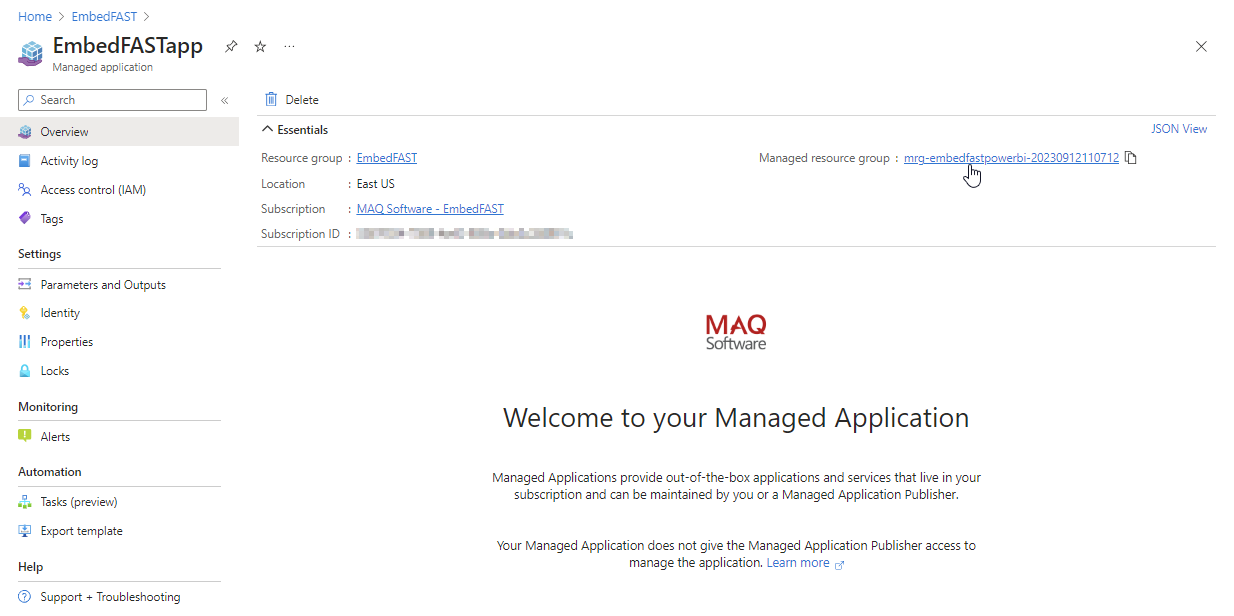 Home > EmbedFAST >
EmbedFASTapp
Managed application
Search
«
Overview
Activity log
Access control (IAM)
Tags
Settings
Parameters and Outputs
Identity
Properties
Locks
Monitoring
Alerts
Automation
Tasks (preview)
Export template
Help
Support + Troubleshooting
Delete
Essentials
JSON View
Resource group : EmbedFAST
Managed resource group : mrg-embedfastpowerbi-20230912110712
Location : East US
Subscription : MAQ Software - EmbedFAST
Subscription ID :
MAQ
Software
Welcome to your Managed Application
Managed Applications provide out-of-the-box applications and services that live in your
subscription and can be maintained by you or a Managed Application Publisher.
Your Managed Application does not give the Managed Application Publisher access to
manage the application. Learn more